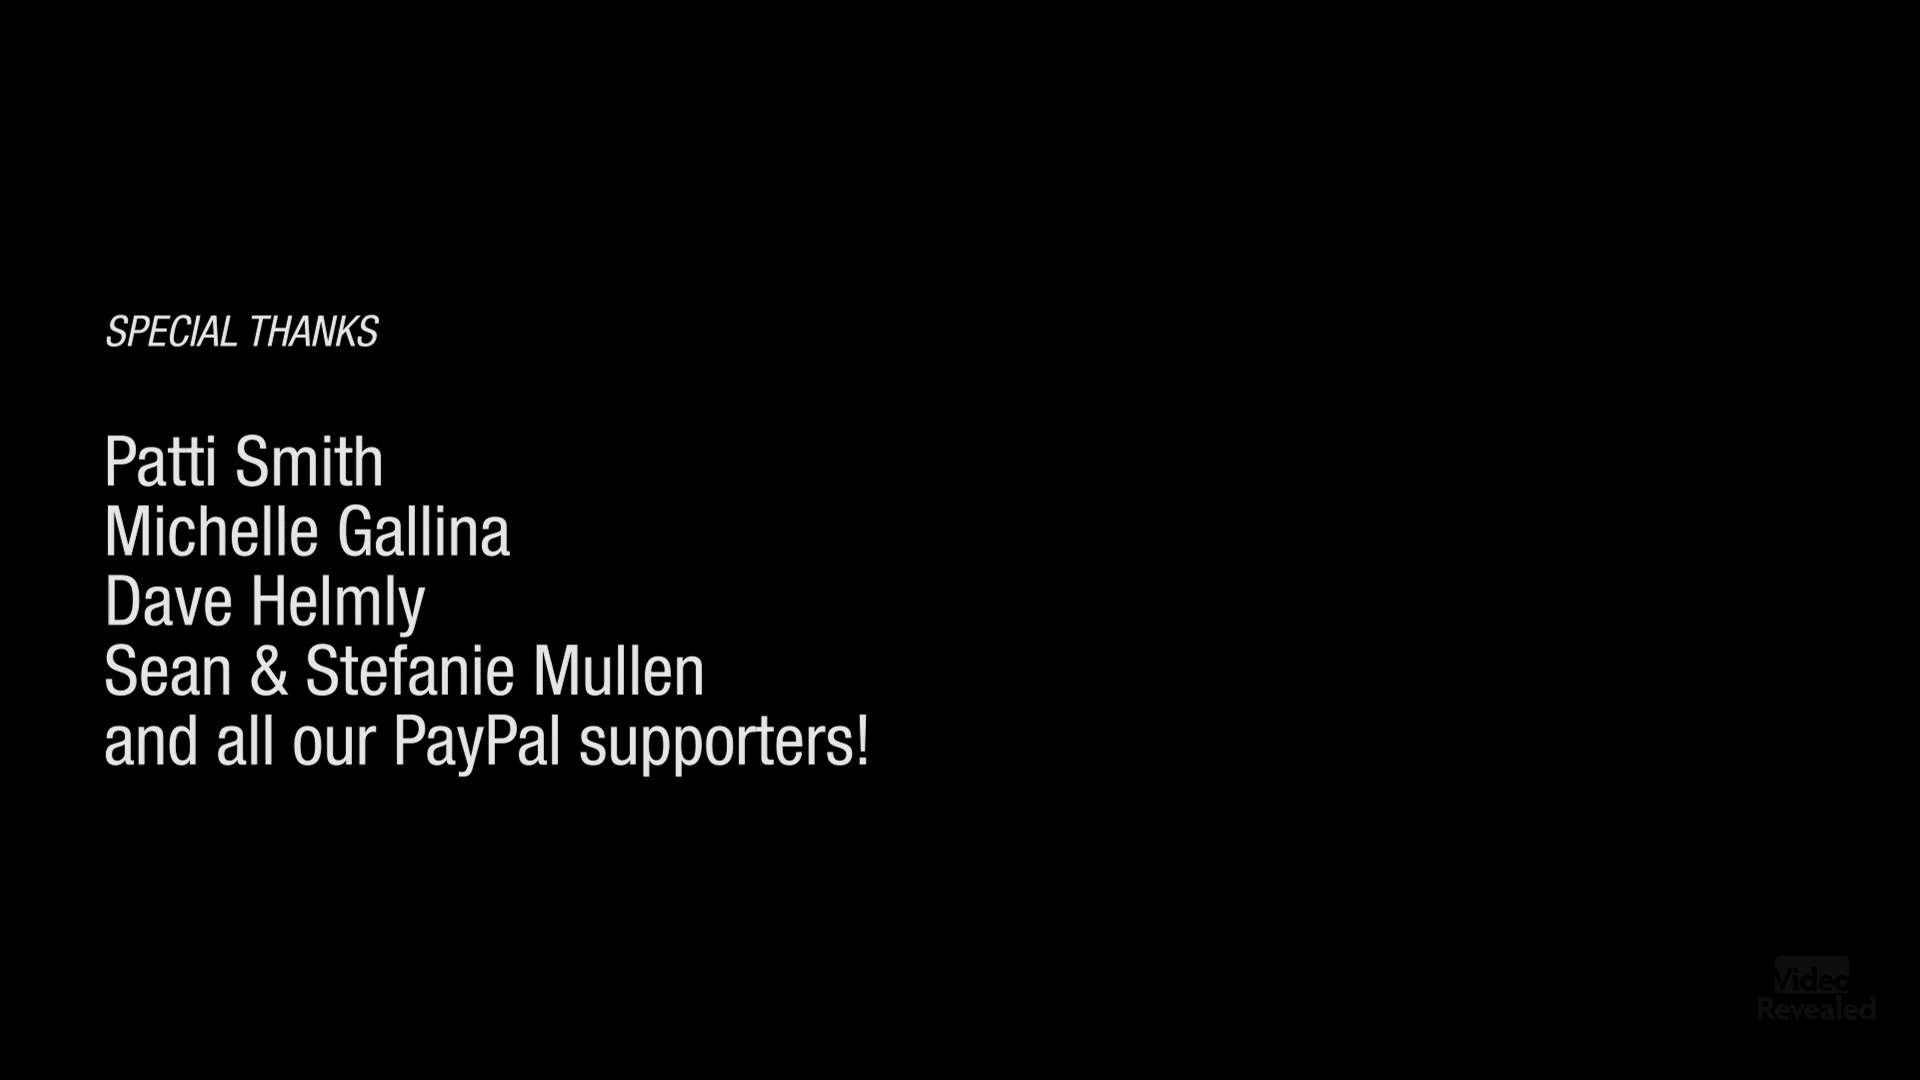 SPECIAL THANKS
Patti Smith
Michelle Gallina
Dave Helmly
Sean & Stefanie Mullen
and all our PayPal supporters!
Video
Revealed